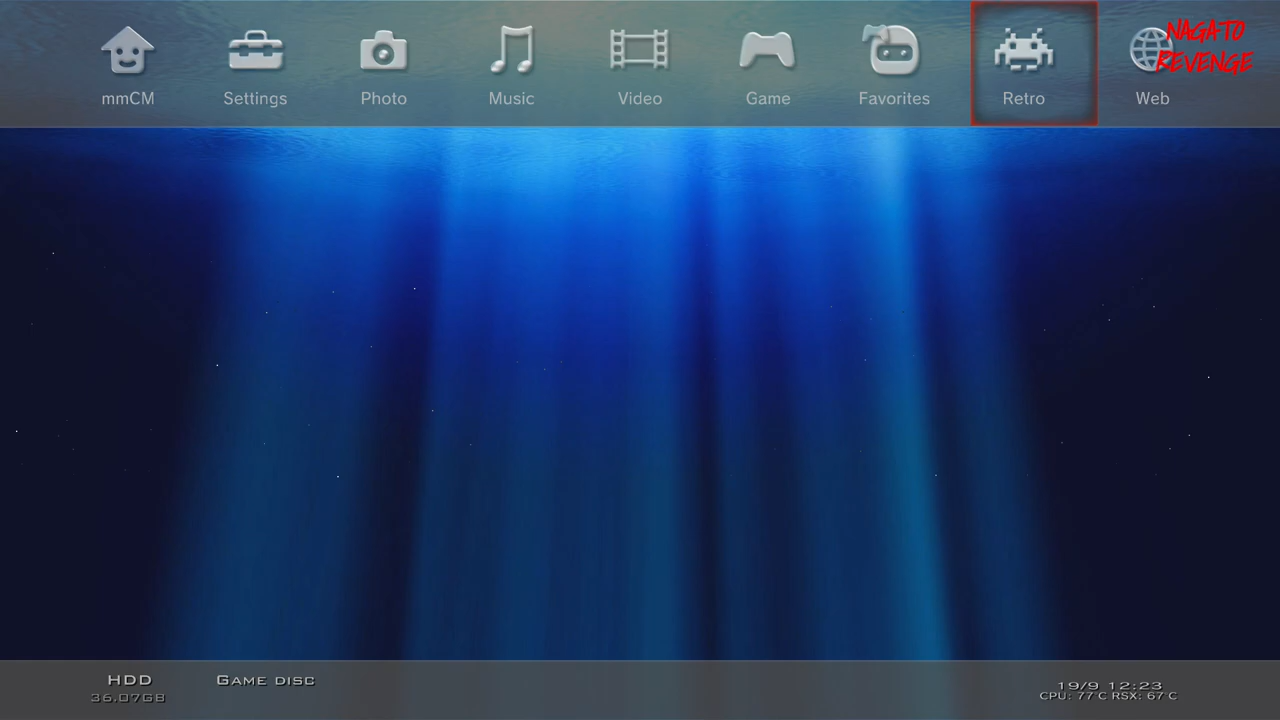 mmCM
Settings
Photo
Music
Video
Game
Favorites
Retro
Web
NAGATO
REVENGE
HDD
36.07GB
GAME DISC
19/9 12:23
CPU: 77°C RSX: 67°C